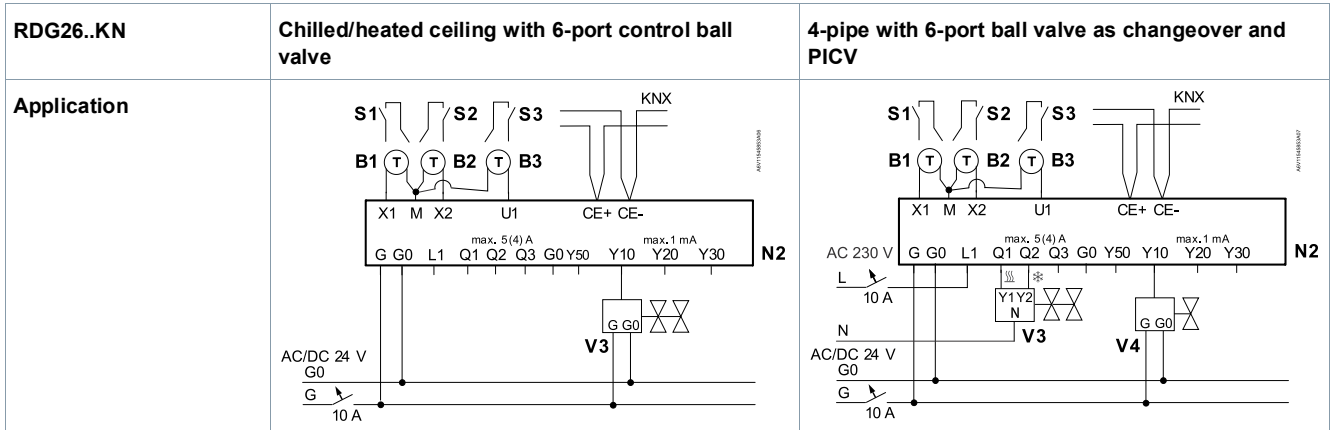 RDG26..KN
Chilled/heated ceiling with 6-port control ball
valve
4-pipe with 6-port ball valve as changeover and
PICV
Application
KNX
S1 S2 S3
B1 T T B2 T B3
A6V11545853A06
X1 M X2 U1 CE+ CE-
max. 5(4) A max. 1 mA
G G0 L1 Q1 Q2 Q3 G0 Y50 Y10 Y20 Y30 N2
G G0
V3
AC/DC 24 V
G0
G
10 A
KNX
S1 S2 S3
B1 T T B2 T B3
A6V11545853A07
X1 M X2 U1 CE+ CE-
max. 5(4) A max. 1 mA
AC 230 V G G0 L1 Q1 Q2 Q3 G0 Y50 Y10 Y20 Y30 N2
L
10 A
Y1 Y2
N G G0
N V3 V4
AC/DC 24 V
G0
G
10 A